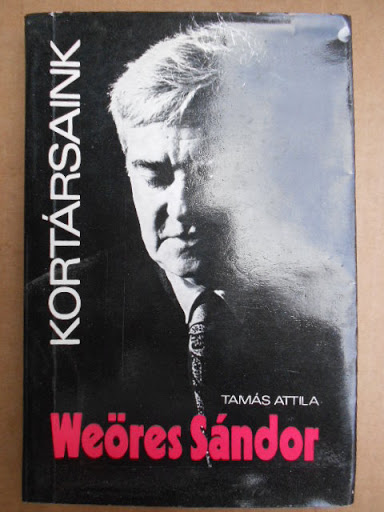 KORTÁRSAINK
TAMÁS ATTILA
Weöres Sándor